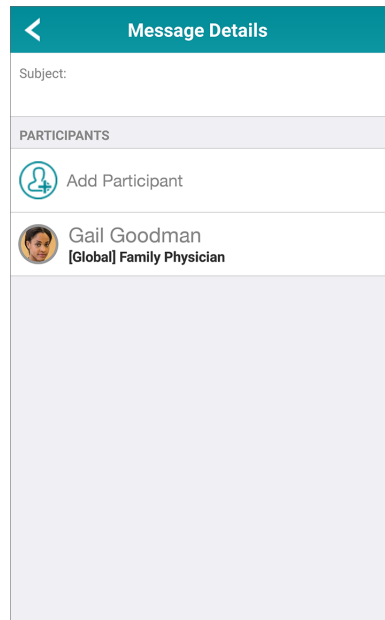 Message Details
Subject:
PARTICIPANTS
Add Participant
Gail Goodman
[Global] Family Physician